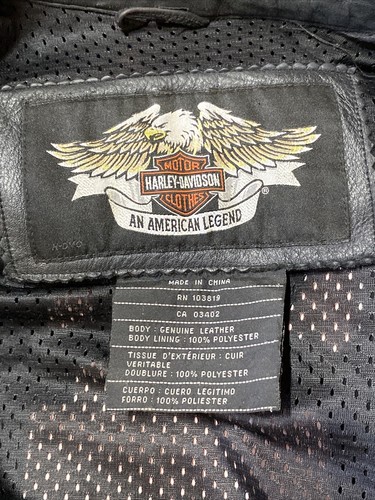 MOTOR
HARLEY-DAVIDSON
CLOTHES
®
AN AMERICAN LEGEND
MADE IN CHINA
RN 103819
CA 03402
BODY : GENUINE LEATHER
BODY LINING : 100% POLYESTER
TISSUE D'EXTÉRIEUR : CUIR
VERITABLE
DOUBLURE : 100% POLYESTER
CUERPO : CUERO LEGITIMO
FORRO : 100% POLIESTER